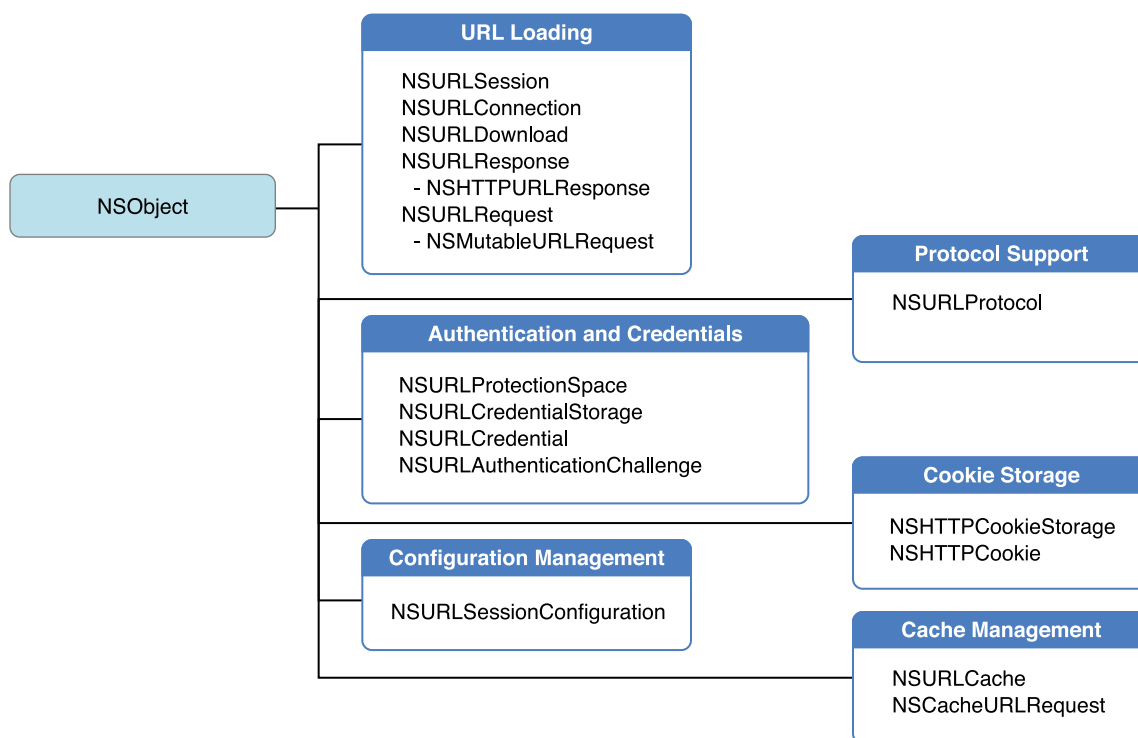 NSObject
URL Loading
NSURLSession
NSURLConnection
NSURLDownload
NSURLResponse
- NSHTTPURLResponse
NSURLRequest
- NSMutableURLRequest
Protocol Support
NSURLProtocol
Authentication and Credentials
NSURLProtectionSpace
NSURLCredentialStorage
NSURLCredential
NSURLAuthenticationChallenge
Cookie Storage
NSHTTPCookieStorage
NSHTTPCookie
Configuration Management
NSURLSessionConfiguration
Cache Management
NSURLCache
NSCacheURLRequest